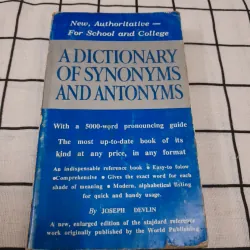 New, Authoritative —
For School and College
A DICTIONARY
OF SYNONYMS
AND ANTONYMS
With a 5000-word pronouncing guide
The most up-to-date book of its
kind at any price, in any format
An indispensable reference book • Easy-to follow
•Comprehensive • Gives the exact word for each
shade of meaning • Modern, alphabetical listing
for quick and handy usage.
By JOSEPH DEVLIN
A new, enlarged edition of the standard reference
work originally published by the World Publishing